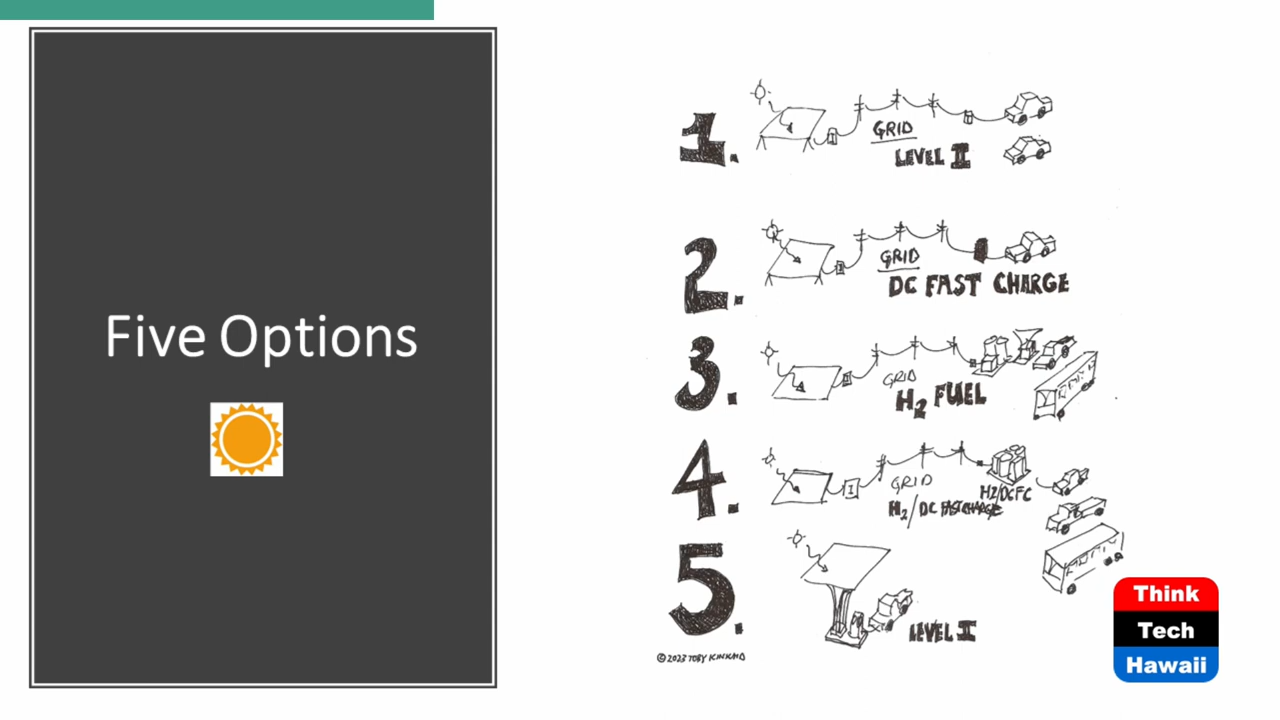 Five Options
1.
GRID
LEVEL II
2.
GRID
DC FAST CHARGE
3.
GRID
H2 FUEL
4.
GRID
H2/DCFC
H2/DC FAST CHARGE
5.
LEVEL II
©2023 TOBY KINKAID
Think
Tech
Hawaii